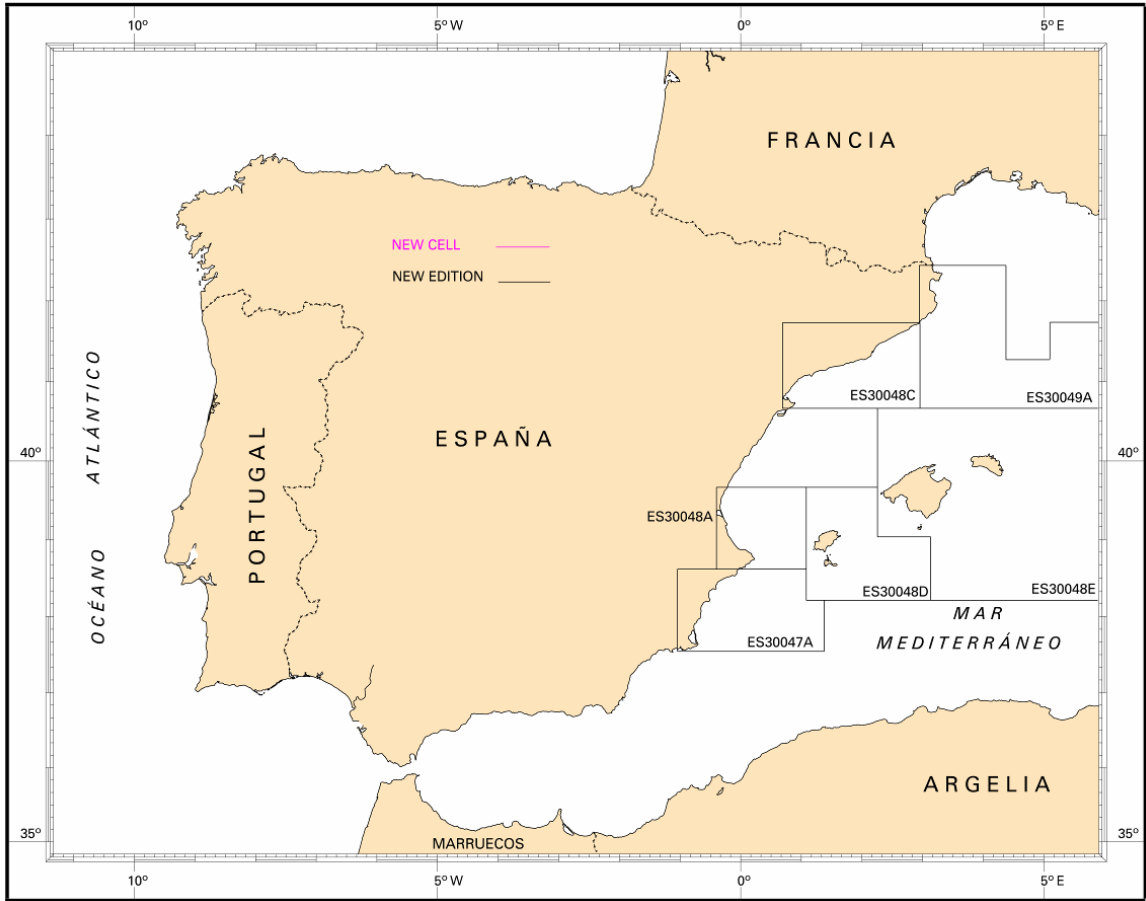 10º 5º W 0º 5º E
FRANCIA
NEW CELL
NEW EDITION
OCÉANO ATLÁNTICO
PORTUGAL
ESPAÑA
ES30048C
ES30049A
40º 40º
ES30048A
ES30048D
ES30048E
MAR
MEDITERRÁNEO
ES30047A
ARGELIA
MARRUECOS
35º 35º
10º 5º W 0º 5º E